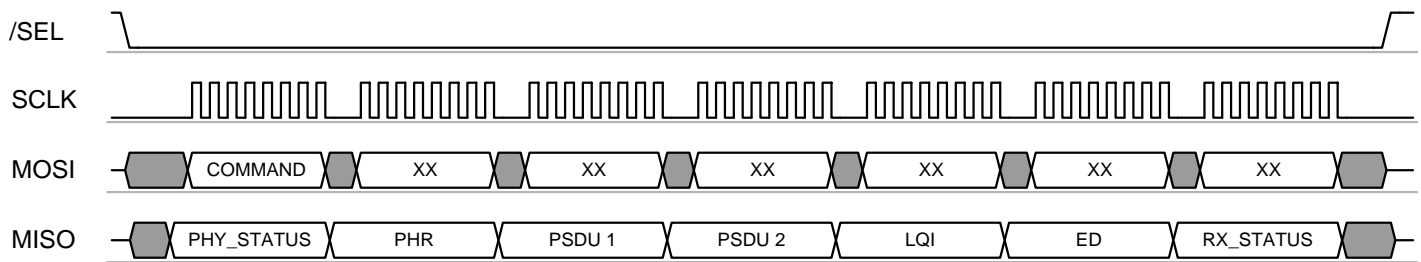 /SEL
SCLK
MOSI COMMAND XX XX XX XX XX XX
MISO PHY_STATUS PHR PSDU 1 PSDU 2 LQI ED RX_STATUS